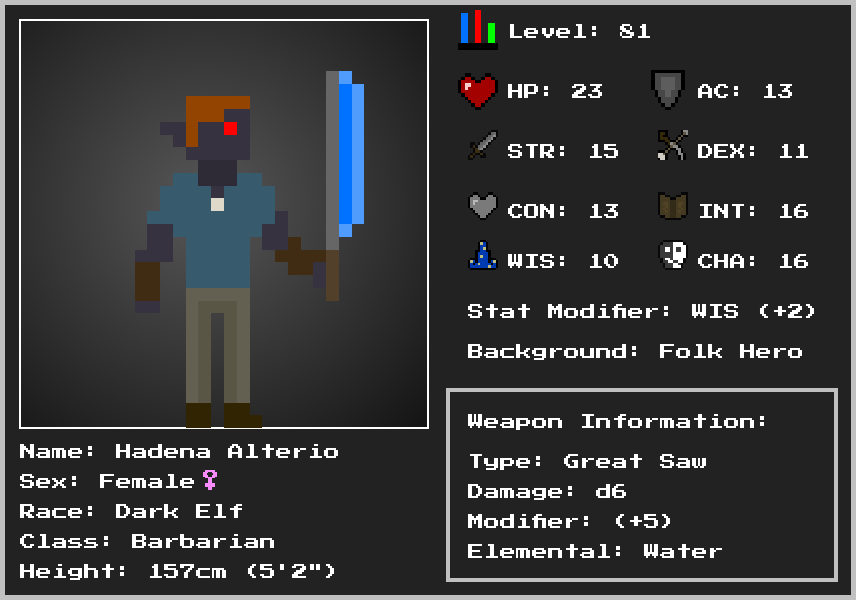 Level: 81
HP: 23
AC: 13
STR: 15
DEX: 11
CON: 13
INT: 16
WIS: 10
CHA: 16
Stat Modifier: WIS (+2)
Background: Folk Hero
Weapon Information:
Type: Great Saw
Damage: d6
Modifier: (+5)
Elemental: Water
Name: Hadena Alterio
Sex: Female♀
Race: Dark Elf
Class: Barbarian
Height: 157cm (5'2")